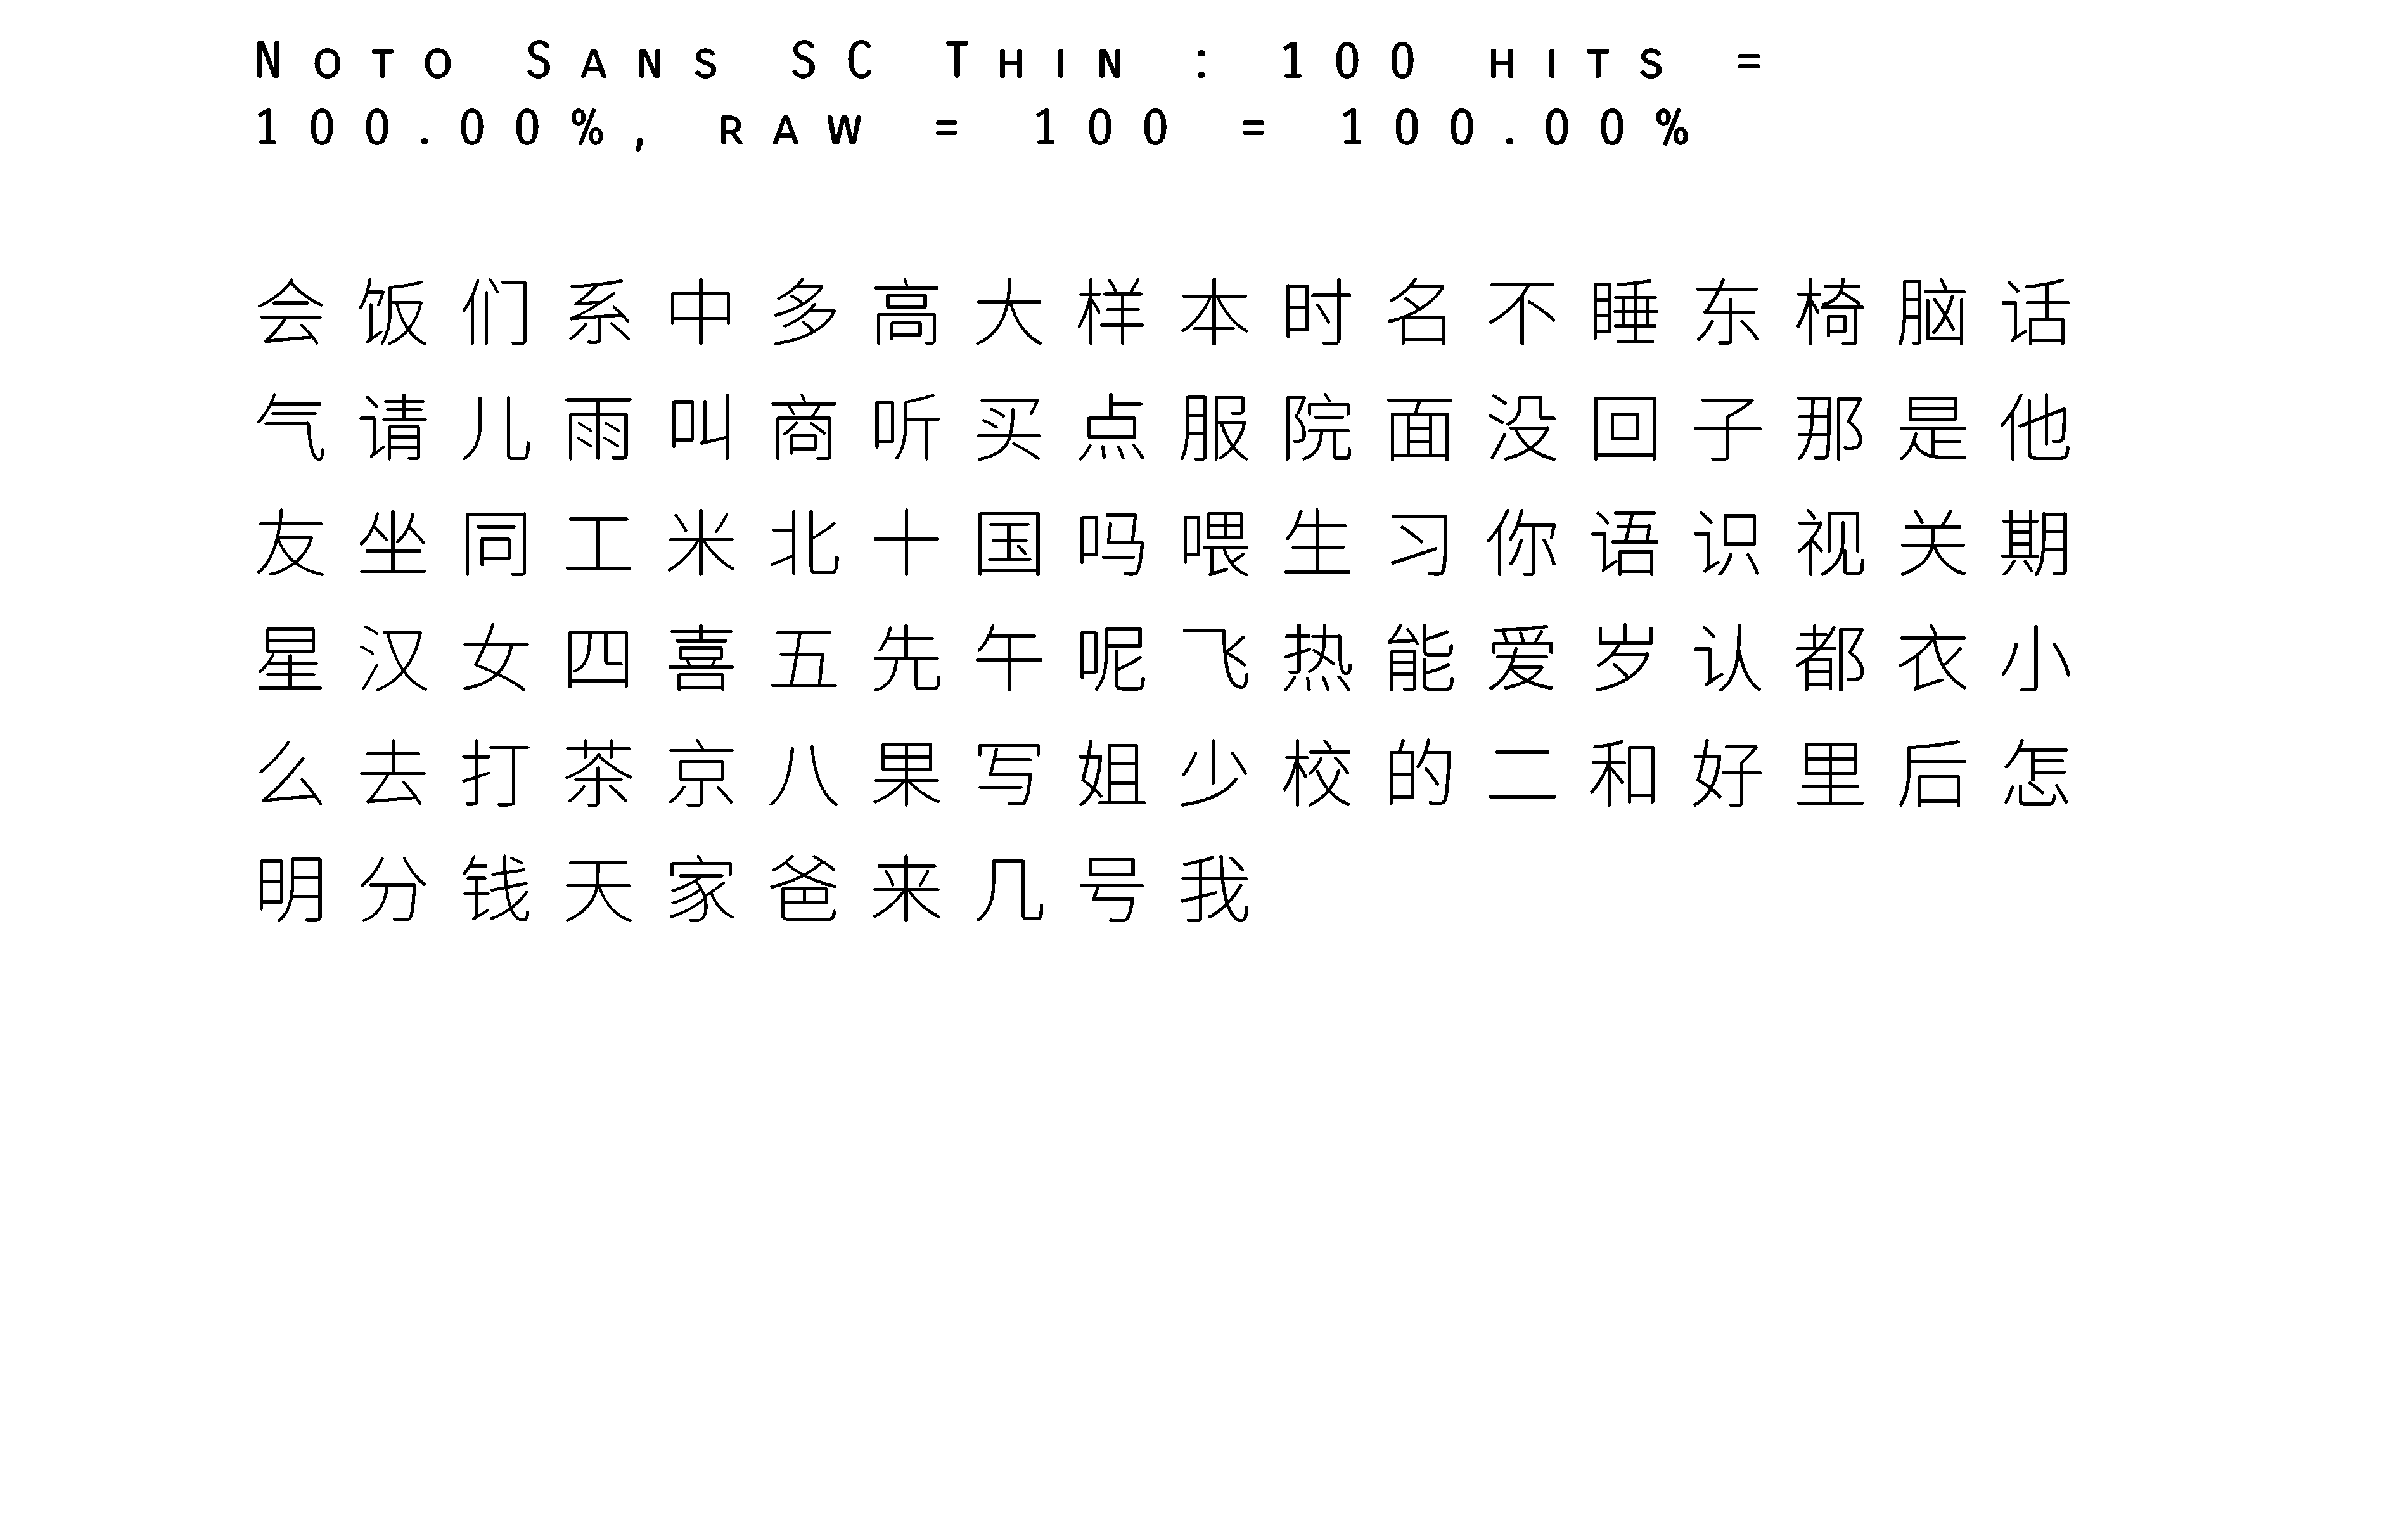 Noto Sans SC Thin : 100 hits =
100.00%, raw = 100 = 100.00%
会饭们系中多高大样本时名不睡东椅脑话
气请儿雨叫商听买点服院面没回子那是他
友坐同工米北十国吗喂生习你语识视关期
星汉女四喜五先午呢飞热能爱岁认都衣小
么去打茶京八果写姐少校的二和好里后怎
明分钱天家爸来几号我